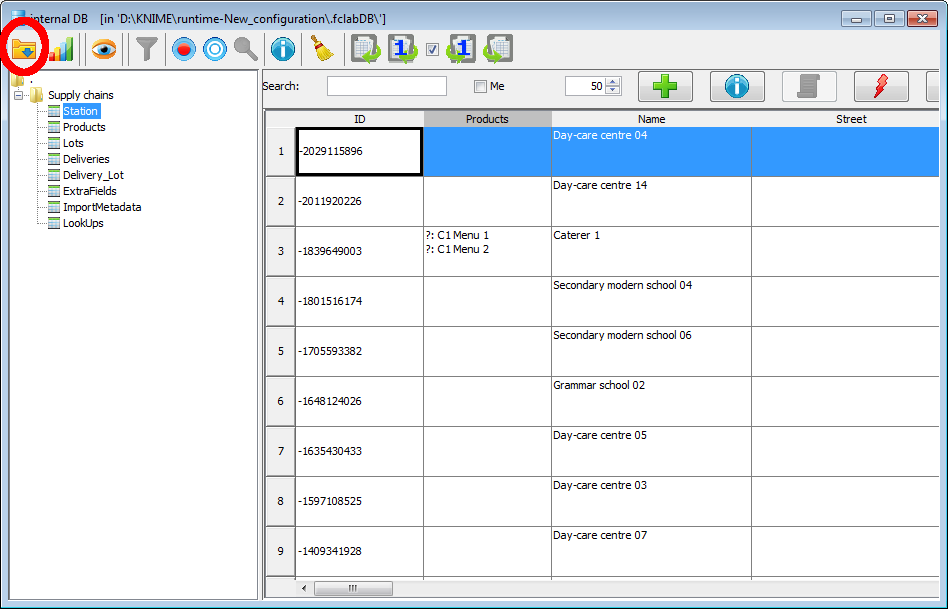 internal DB [in 'D:\KNIME\runtime-New_configuration\.fclabDB\']
1 1
.
Search: Me 50
Supply chains
Station
Products
Lots
Deliveries
Delivery_Lot
ExtraFields
ImportMetadata
LookUps
ID Products Name Street
1 -2029115896 Day-care centre 04
2 -2011920226 Day-care centre 14
3 -1839649003 ?: C1 Menu 1 Caterer 1
?: C1 Menu 2
4 -1801516174 Secondary modern school 04
5 -1705593382 Secondary modern school 06
6 -1648124026 Grammar school 02
7 -1635430433 Day-care centre 05
8 -1597108525 Day-care centre 03
9 -1409341928 Day-care centre 07